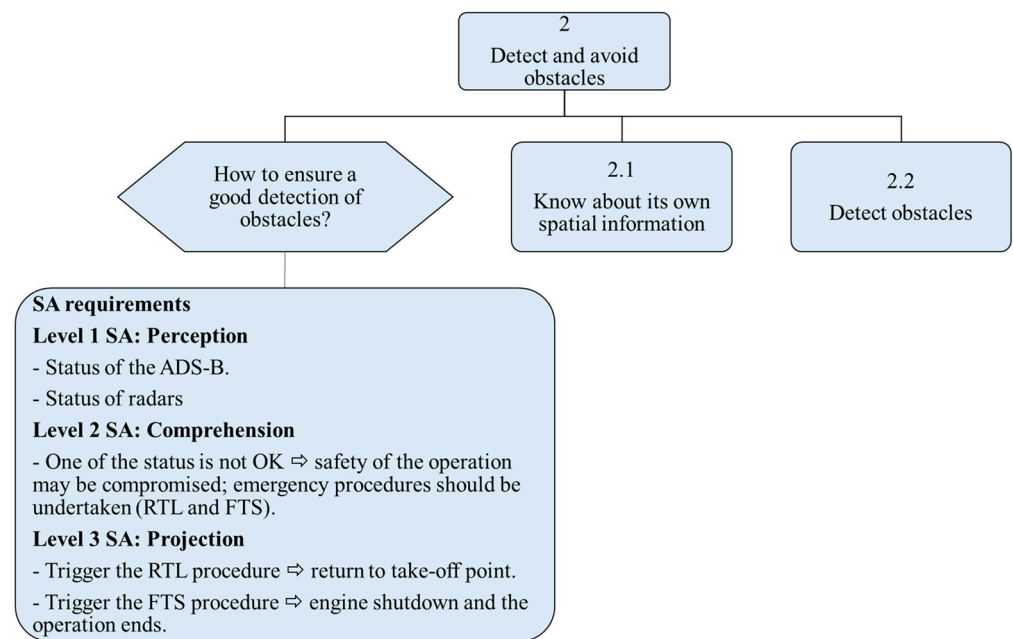 2
Detect and avoid
obstacles
How to ensure a
good detection of
obstacles?
2.1
Know about its own
spatial information
2.2
Detect obstacles
SA requirements
Level 1 SA: Perception
- Status of the ADS-B.
- Status of radars
Level 2 SA: Comprehension
- One of the status is not OK ⇨ safety of the operation
may be compromised; emergency procedures should be
undertaken (RTL and FTS).
Level 3 SA: Projection
- Trigger the RTL procedure ⇨ return to take-off point.
- Trigger the FTS procedure ⇨ engine shutdown and the
operation ends.